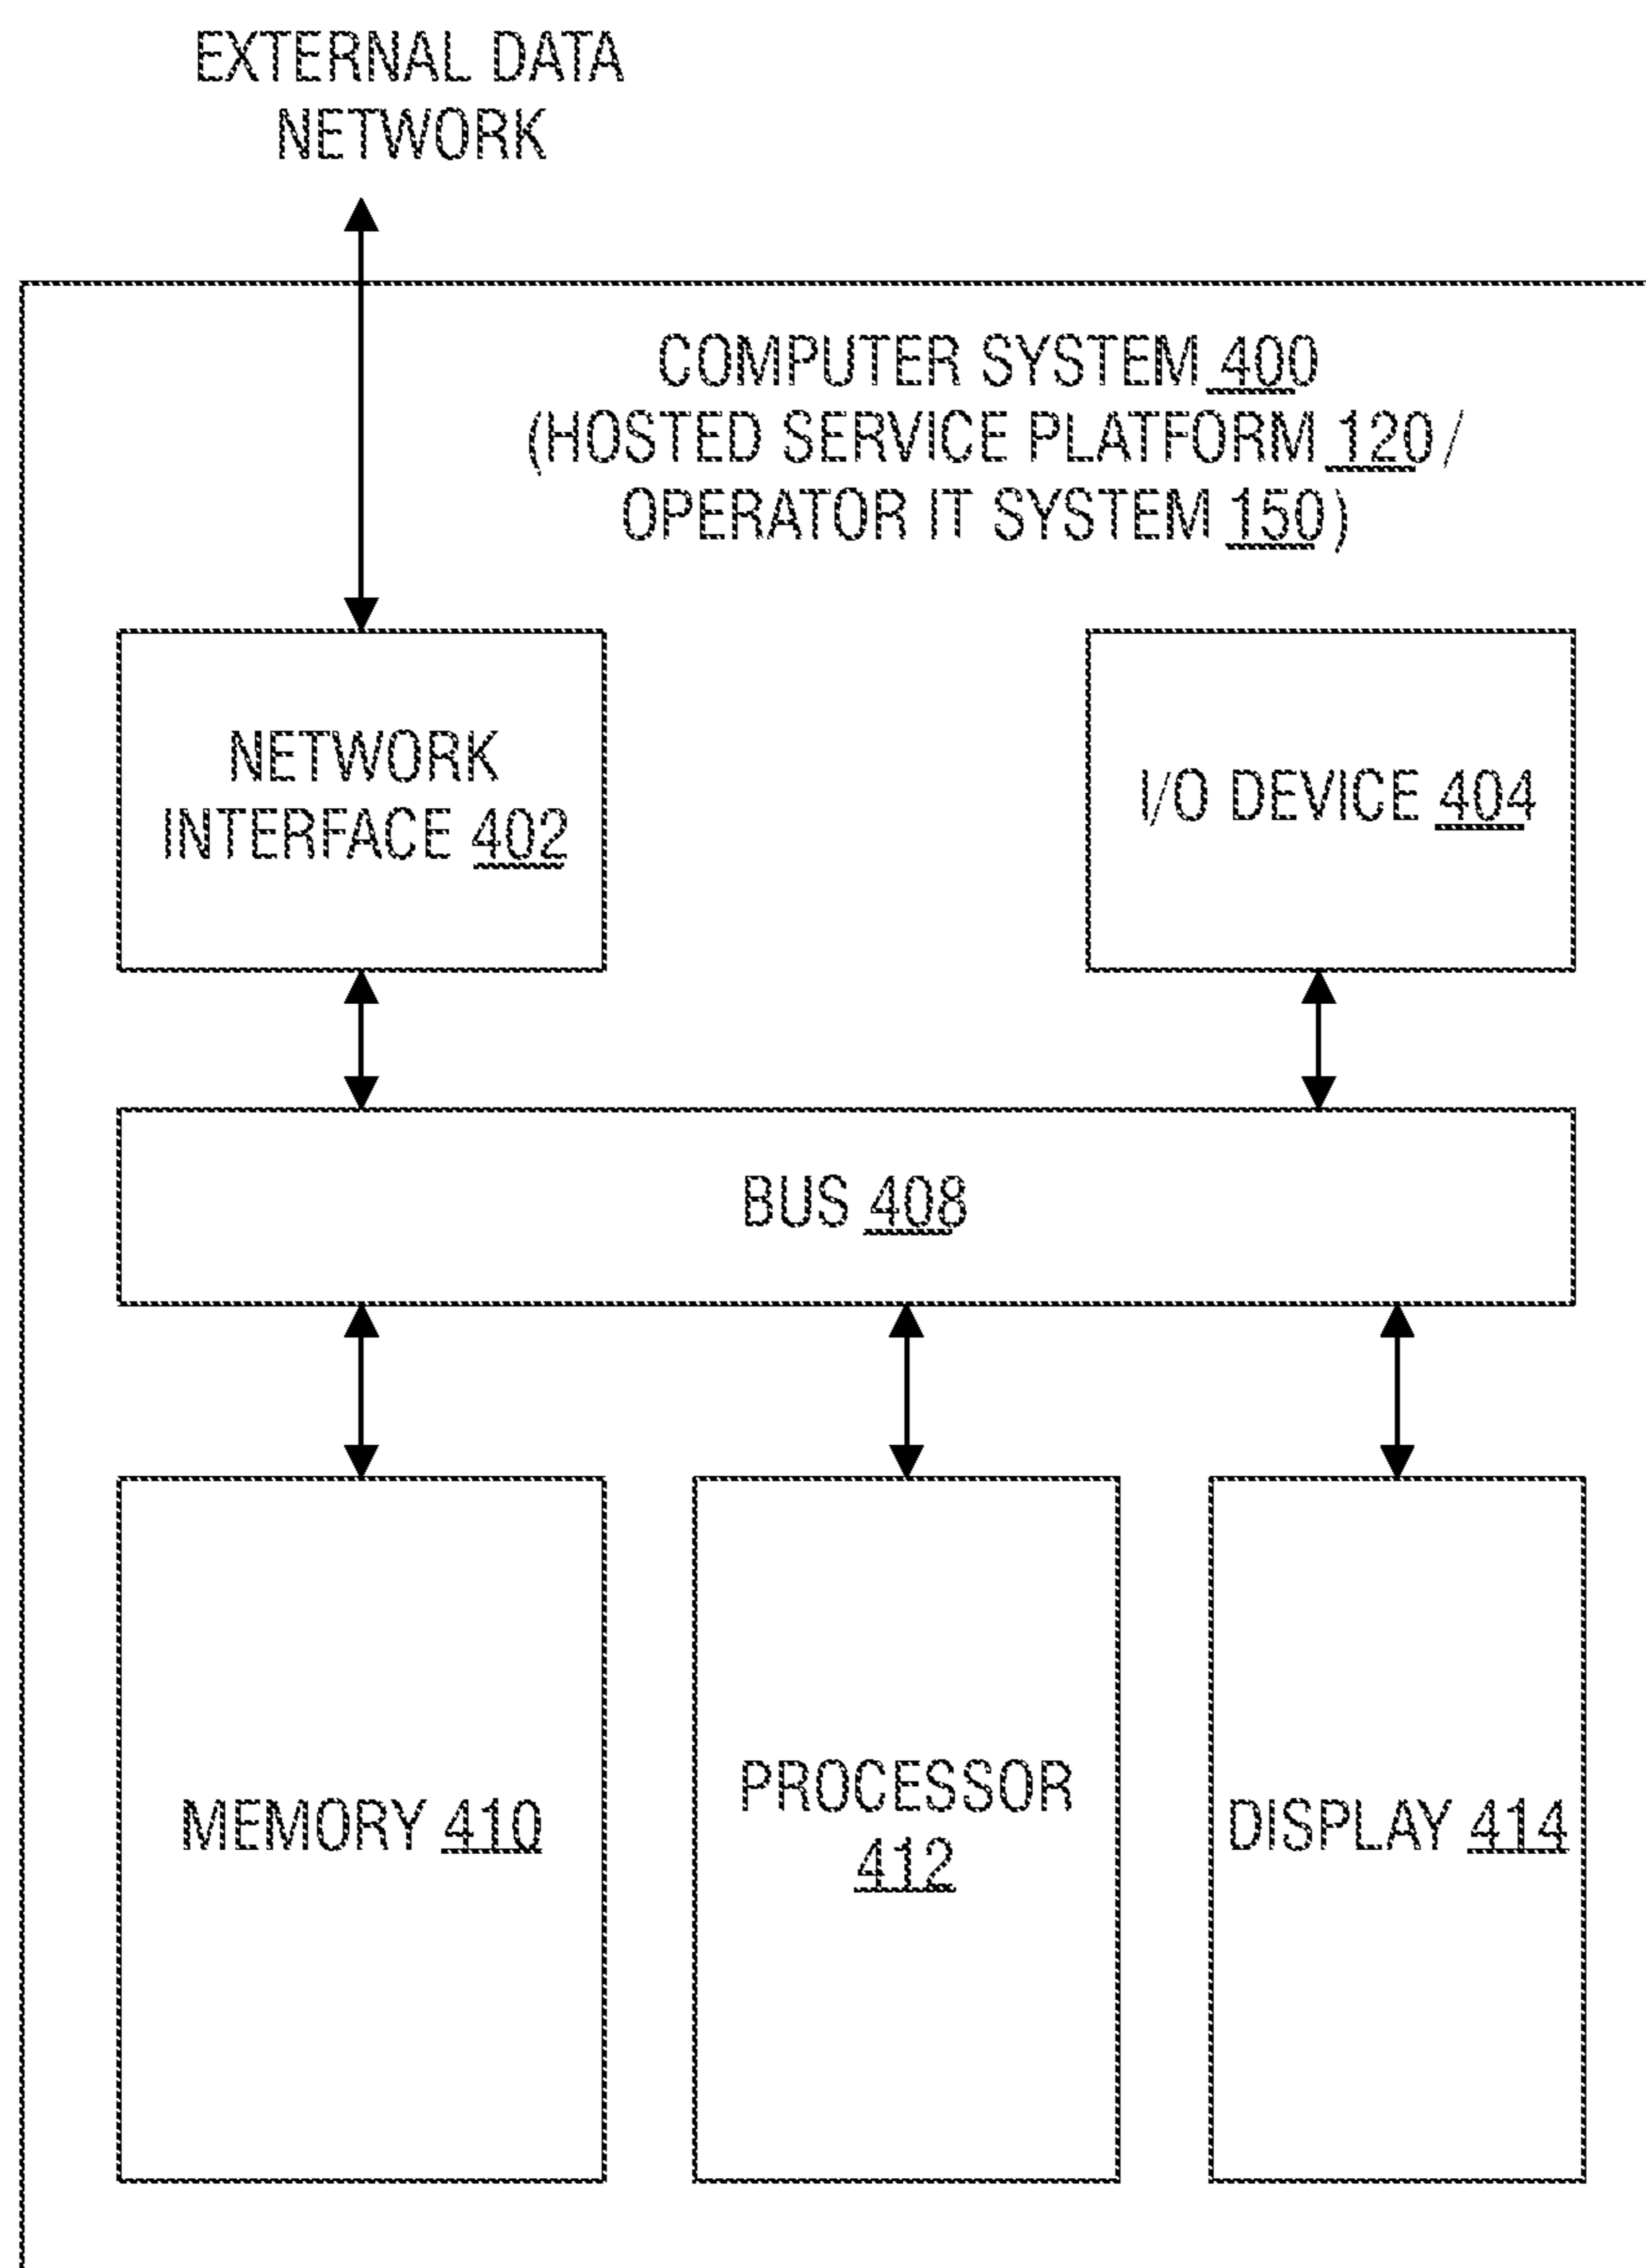 EXTERNAL DATA
NETWORK
COMPUTER SYSTEM 400
(HOSTED SERVICE PLATFORM 120 /
OPERATOR IT SYSTEM 150)
NETWORK
INTERFACE 402
I/O DEVICE 404
BUS 408
MEMORY 410
PROCESSOR
412
DISPLAY 414